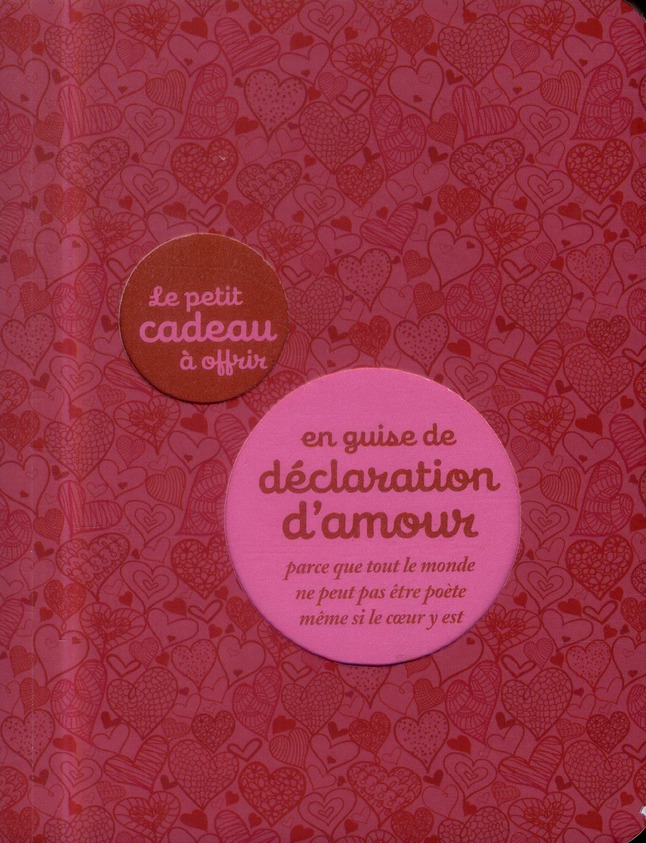 Le petit
cadeau
à offrir
en guise de
déclaration
d'amour
parce que tout le monde
ne peut pas être poète
même si le cœur y est